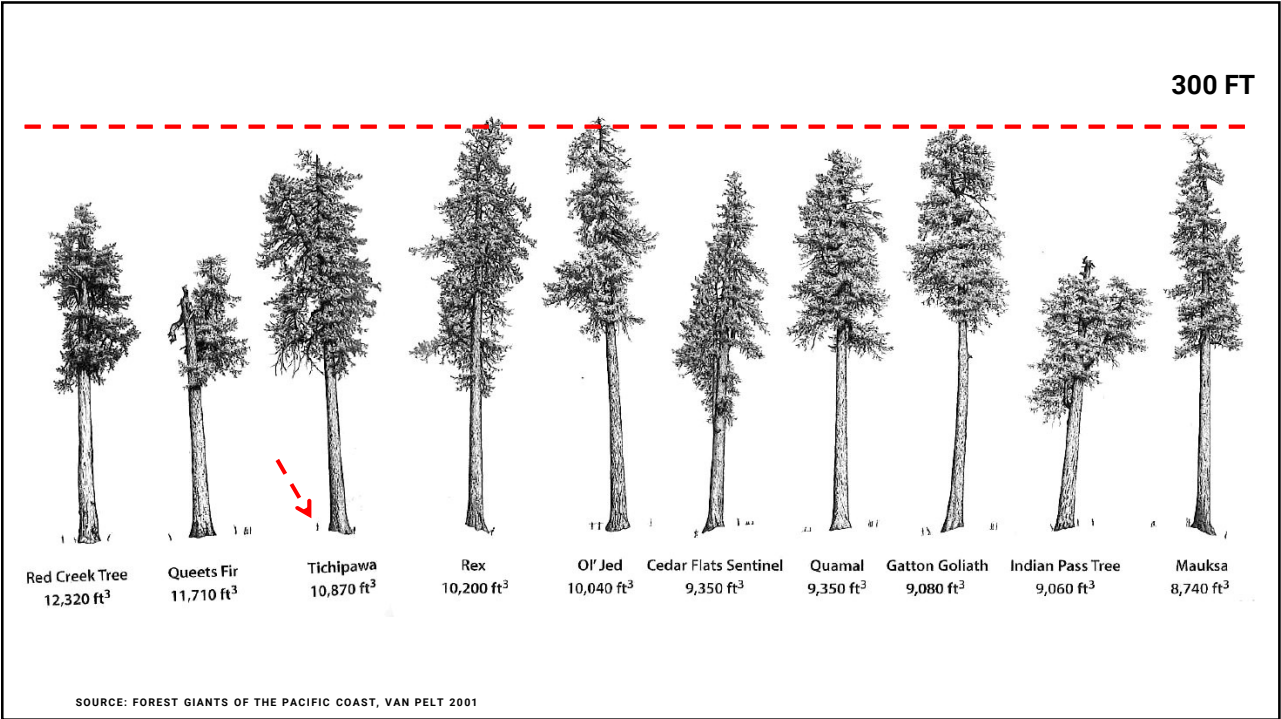 300 FT
Red Creek Tree
12,320 ft³
Queets Fir
11,710 ft³
Tichipawa
10,870 ft³
Rex
10,200 ft³
Ol' Jed
10,040 ft³
Cedar Flats Sentinel
9,350 ft³
Quamal
9,350 ft³
Gatton Goliath
9,080 ft³
Indian Pass Tree
9,060 ft³
Mauksa
8,740 ft³
SOURCE: FOREST GIANTS OF THE PACIFIC COAST, VAN PELT 2001